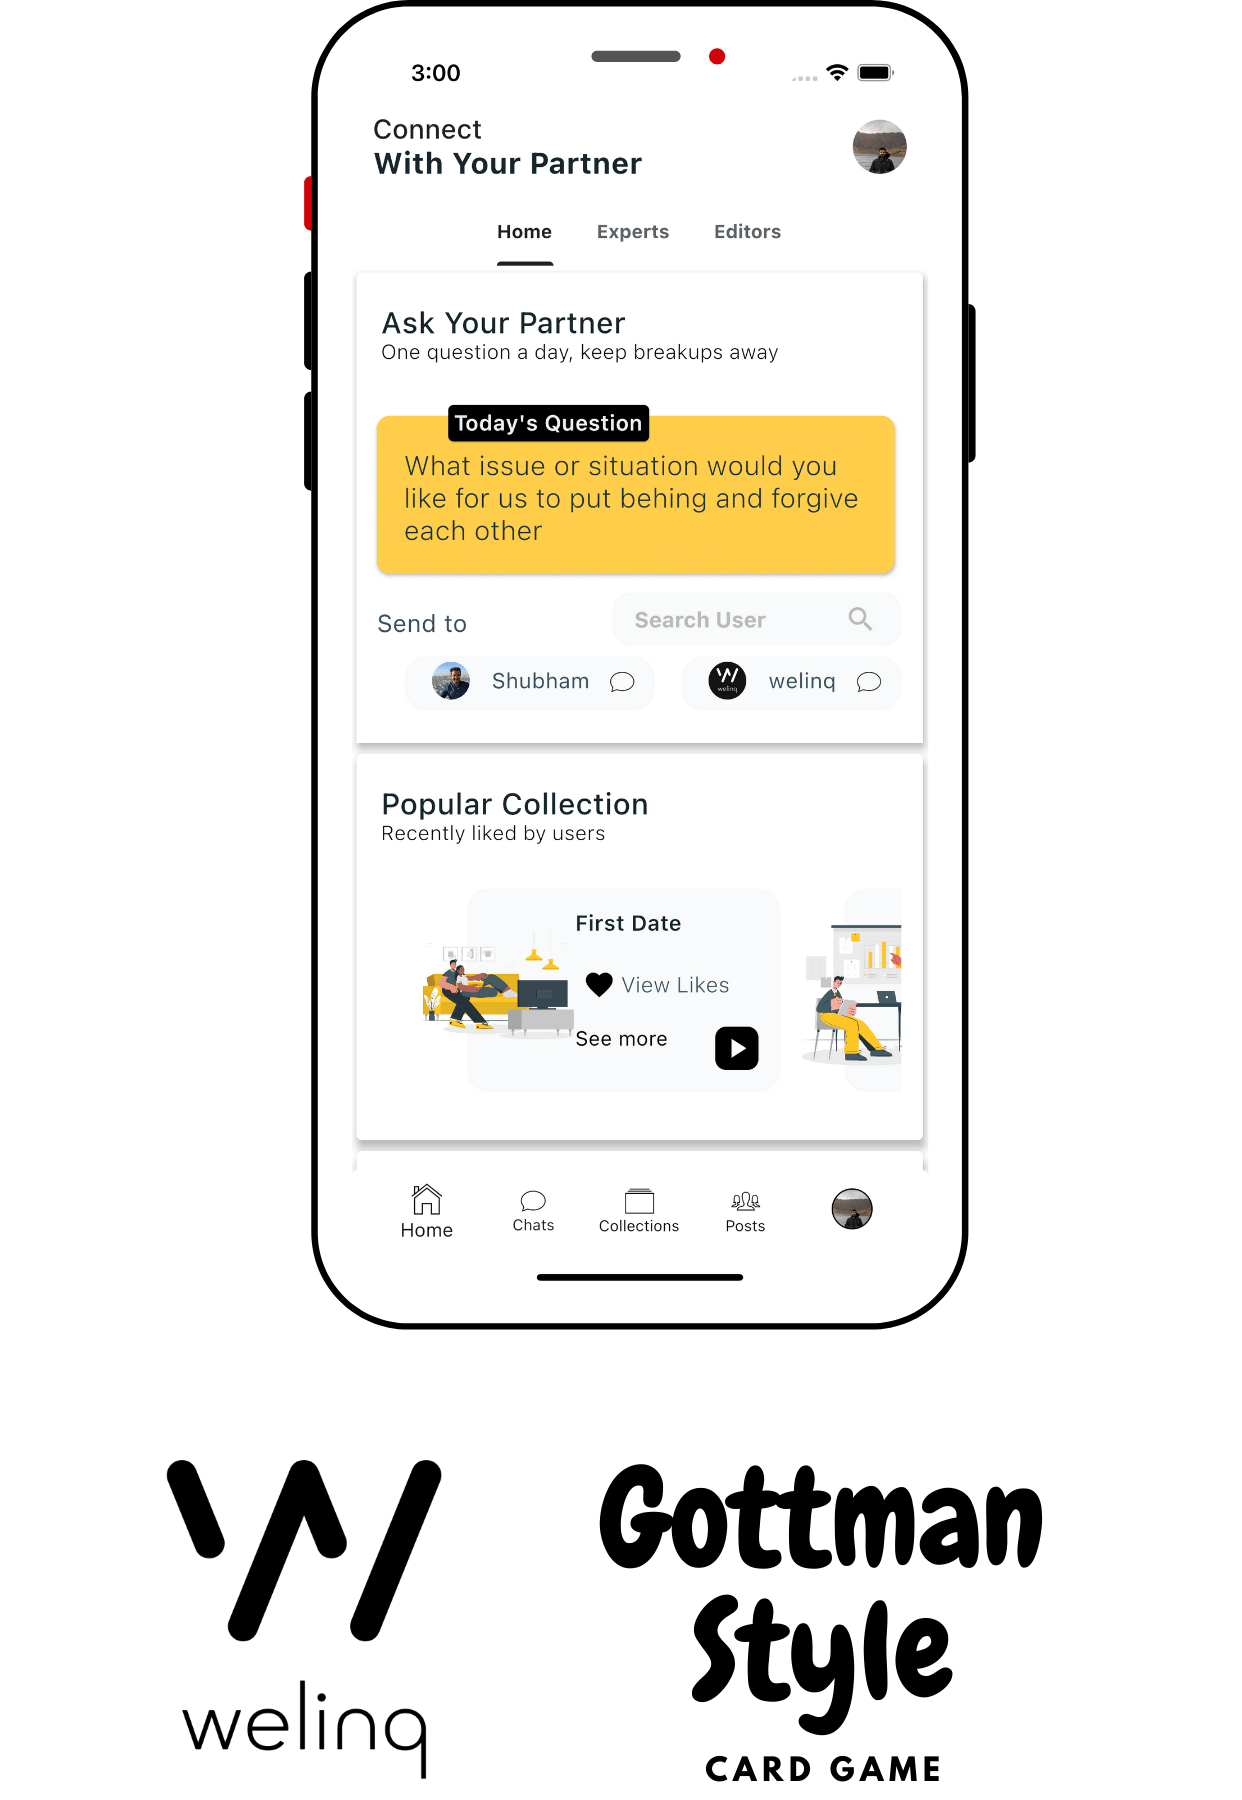 3:00
Connect
With Your Partner
Home Experts Editors
Ask Your Partner
One question a day, keep breakups away
Today's Question
What issue or situation would you
like for us to put behing and forgive
each other
Send to
Search User
Shubham
welinq
welinq
Popular Collection
Recently liked by users
First Date
View Likes
See more
Home Chats Collections Posts
welinq
Gottman
Style
CARD GAME